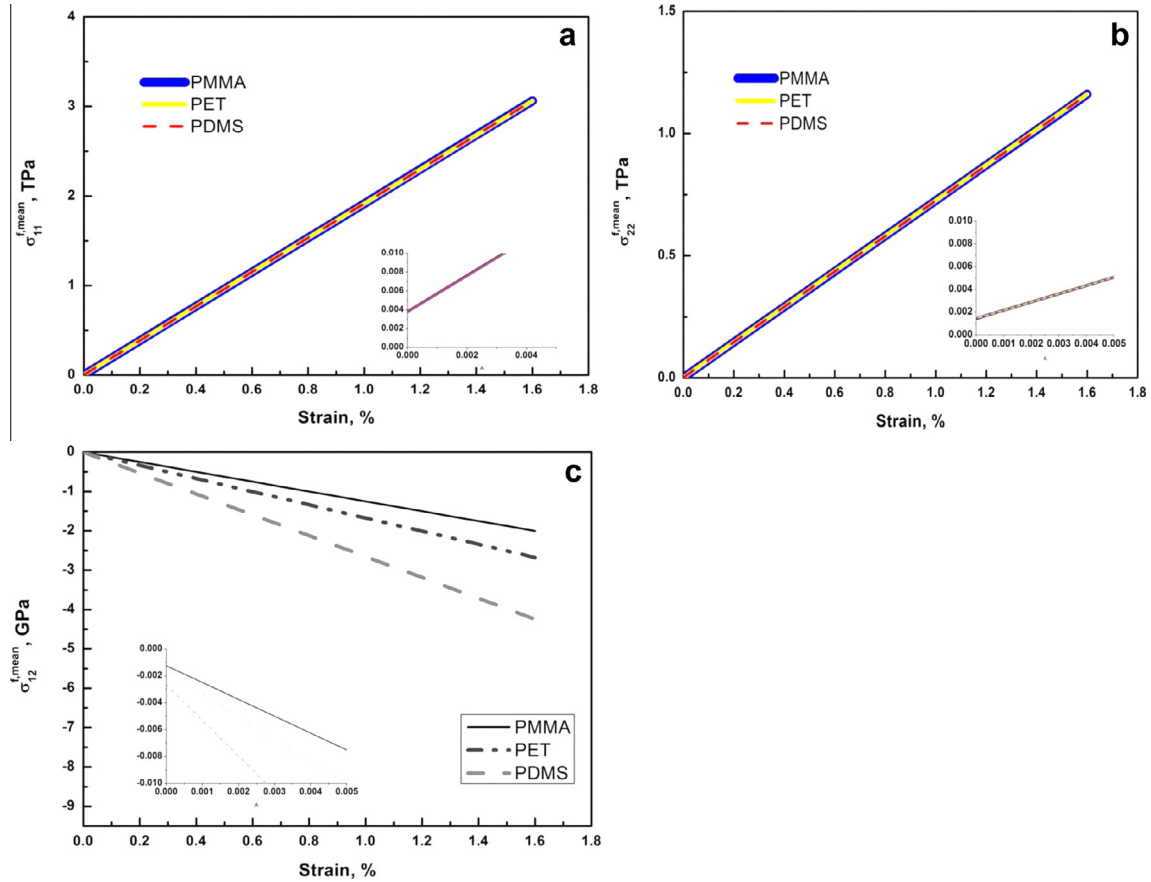 a
4
3
2
1
0
σ11^f,mean, TPa
PMMA
PET
PDMS
0.010
0.008
0.006
0.004
0.002
0.000
0.000 0.002 0.004
A
0.0 0.2 0.4 0.6 0.8 1.0 1.2 1.4 1.6 1.8
Strain, %
b
1.5
1.0
0.5
0.0
σ22^f,mean, TPa
PMMA
PET
PDMS
0.010
0.008
0.006
0.004
0.002
0.000
0.000 0.001 0.002 0.003 0.004 0.005
A
0.0 0.2 0.4 0.6 0.8 1.0 1.2 1.4 1.6 1.8
Strain, %
c
0
-1
-2
-3
-4
-5
-6
-7
-8
-9
σ12^f,mean, GPa
0.000
-0.002
-0.004
-0.006
-0.008
-0.010
0.000 0.001 0.002 0.003 0.004 0.005
A
PMMA
PET
PDMS
0.0 0.2 0.4 0.6 0.8 1.0 1.2 1.4 1.6 1.8
Strain, %